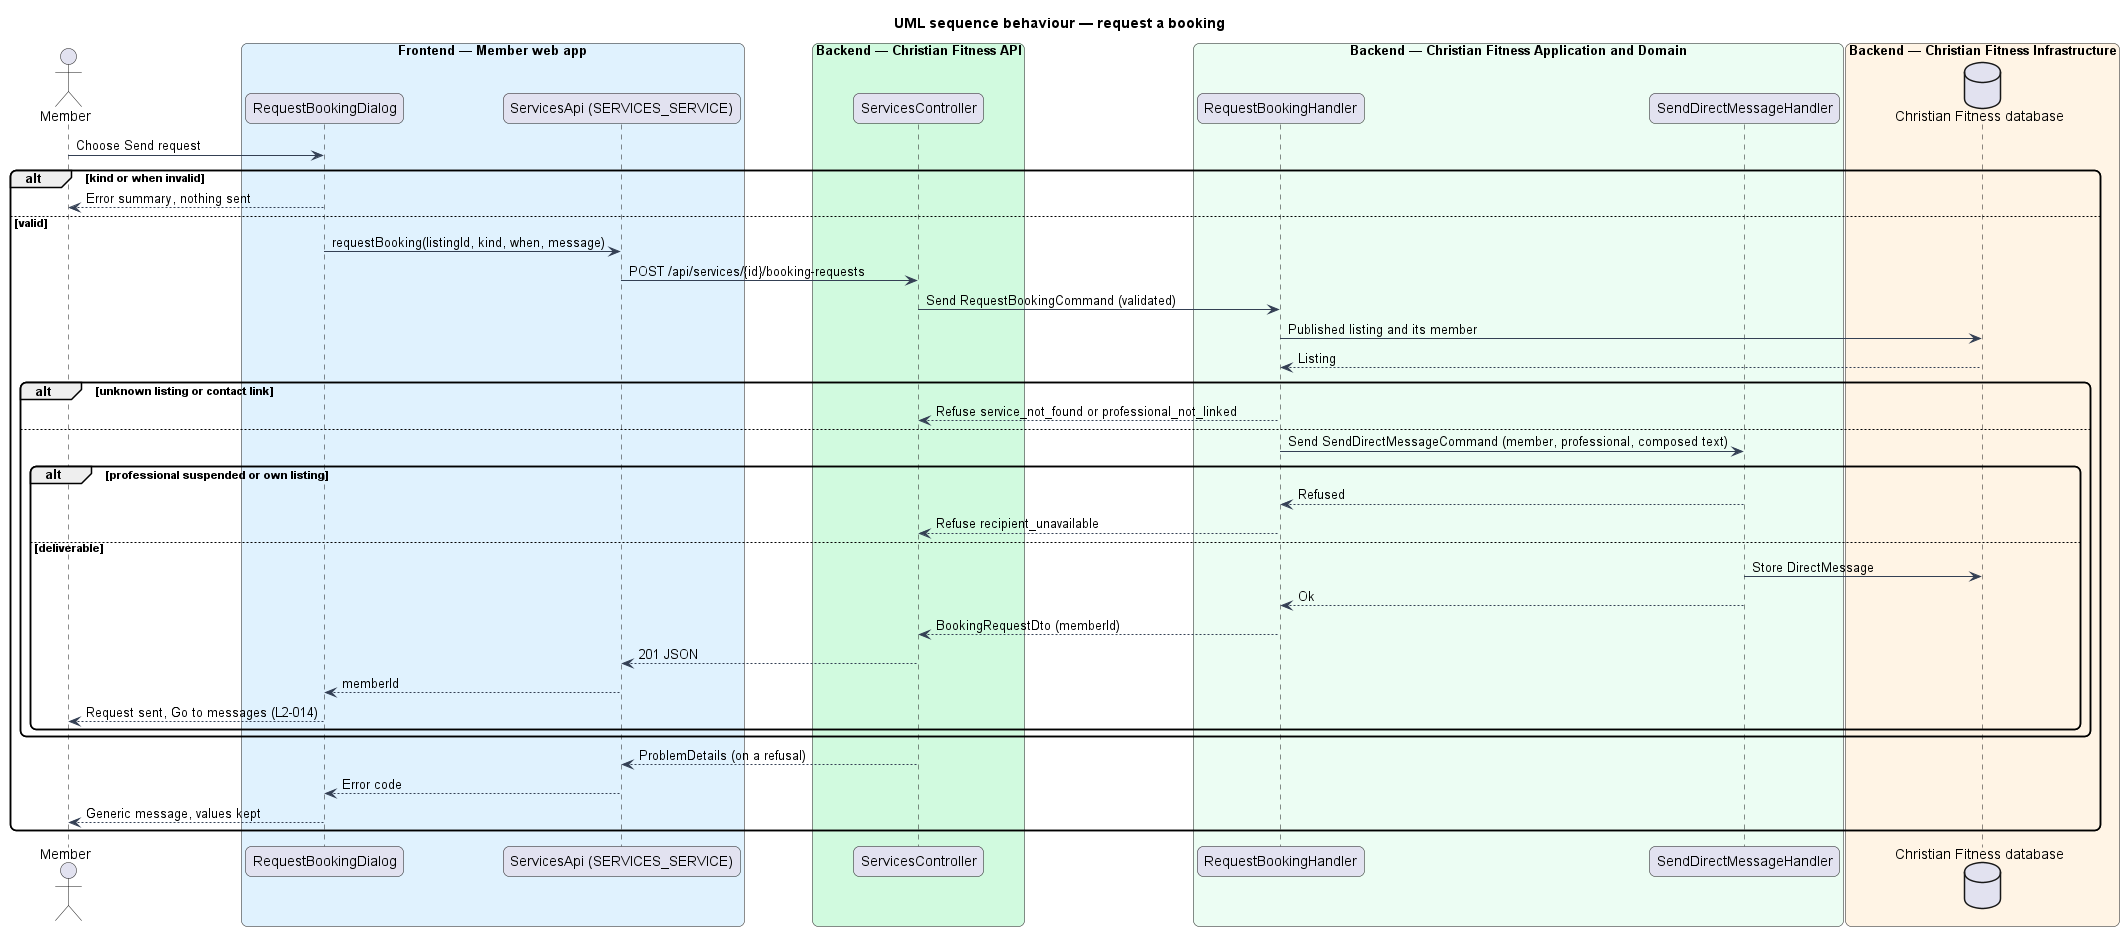 UML sequence behaviour — request a booking
Frontend — Member web app
Backend — Christian Fitness API
Backend — Christian Fitness Application and Domain
Backend — Christian Fitness Infrastructure
Member
RequestBookingDialog
ServicesApi (SERVICES_SERVICE)
ServicesController
RequestBookingHandler
SendDirectMessageHandler
Christian Fitness database
Choose Send request
alt
[kind or when invalid]
Error summary, nothing sent
[valid]
requestBooking(listingId, kind, when, message)
POST /api/services/{id}/booking-requests
Send RequestBookingCommand (validated)
Published listing and its member
Listing
alt
[unknown listing or contact link]
Refuse service_not_found or professional_not_linked
Send SendDirectMessageCommand (member, professional, composed text)
alt
[professional suspended or own listing]
Refused
Refuse recipient_unavailable
[deliverable]
Store DirectMessage
Ok
BookingRequestDto (memberId)
201 JSON
memberId
Request sent, Go to messages (L2-014)
ProblemDetails (on a refusal)
Error code
Generic message, values kept
Member
RequestBookingDialog
ServicesApi (SERVICES_SERVICE)
ServicesController
RequestBookingHandler
SendDirectMessageHandler
Christian Fitness database